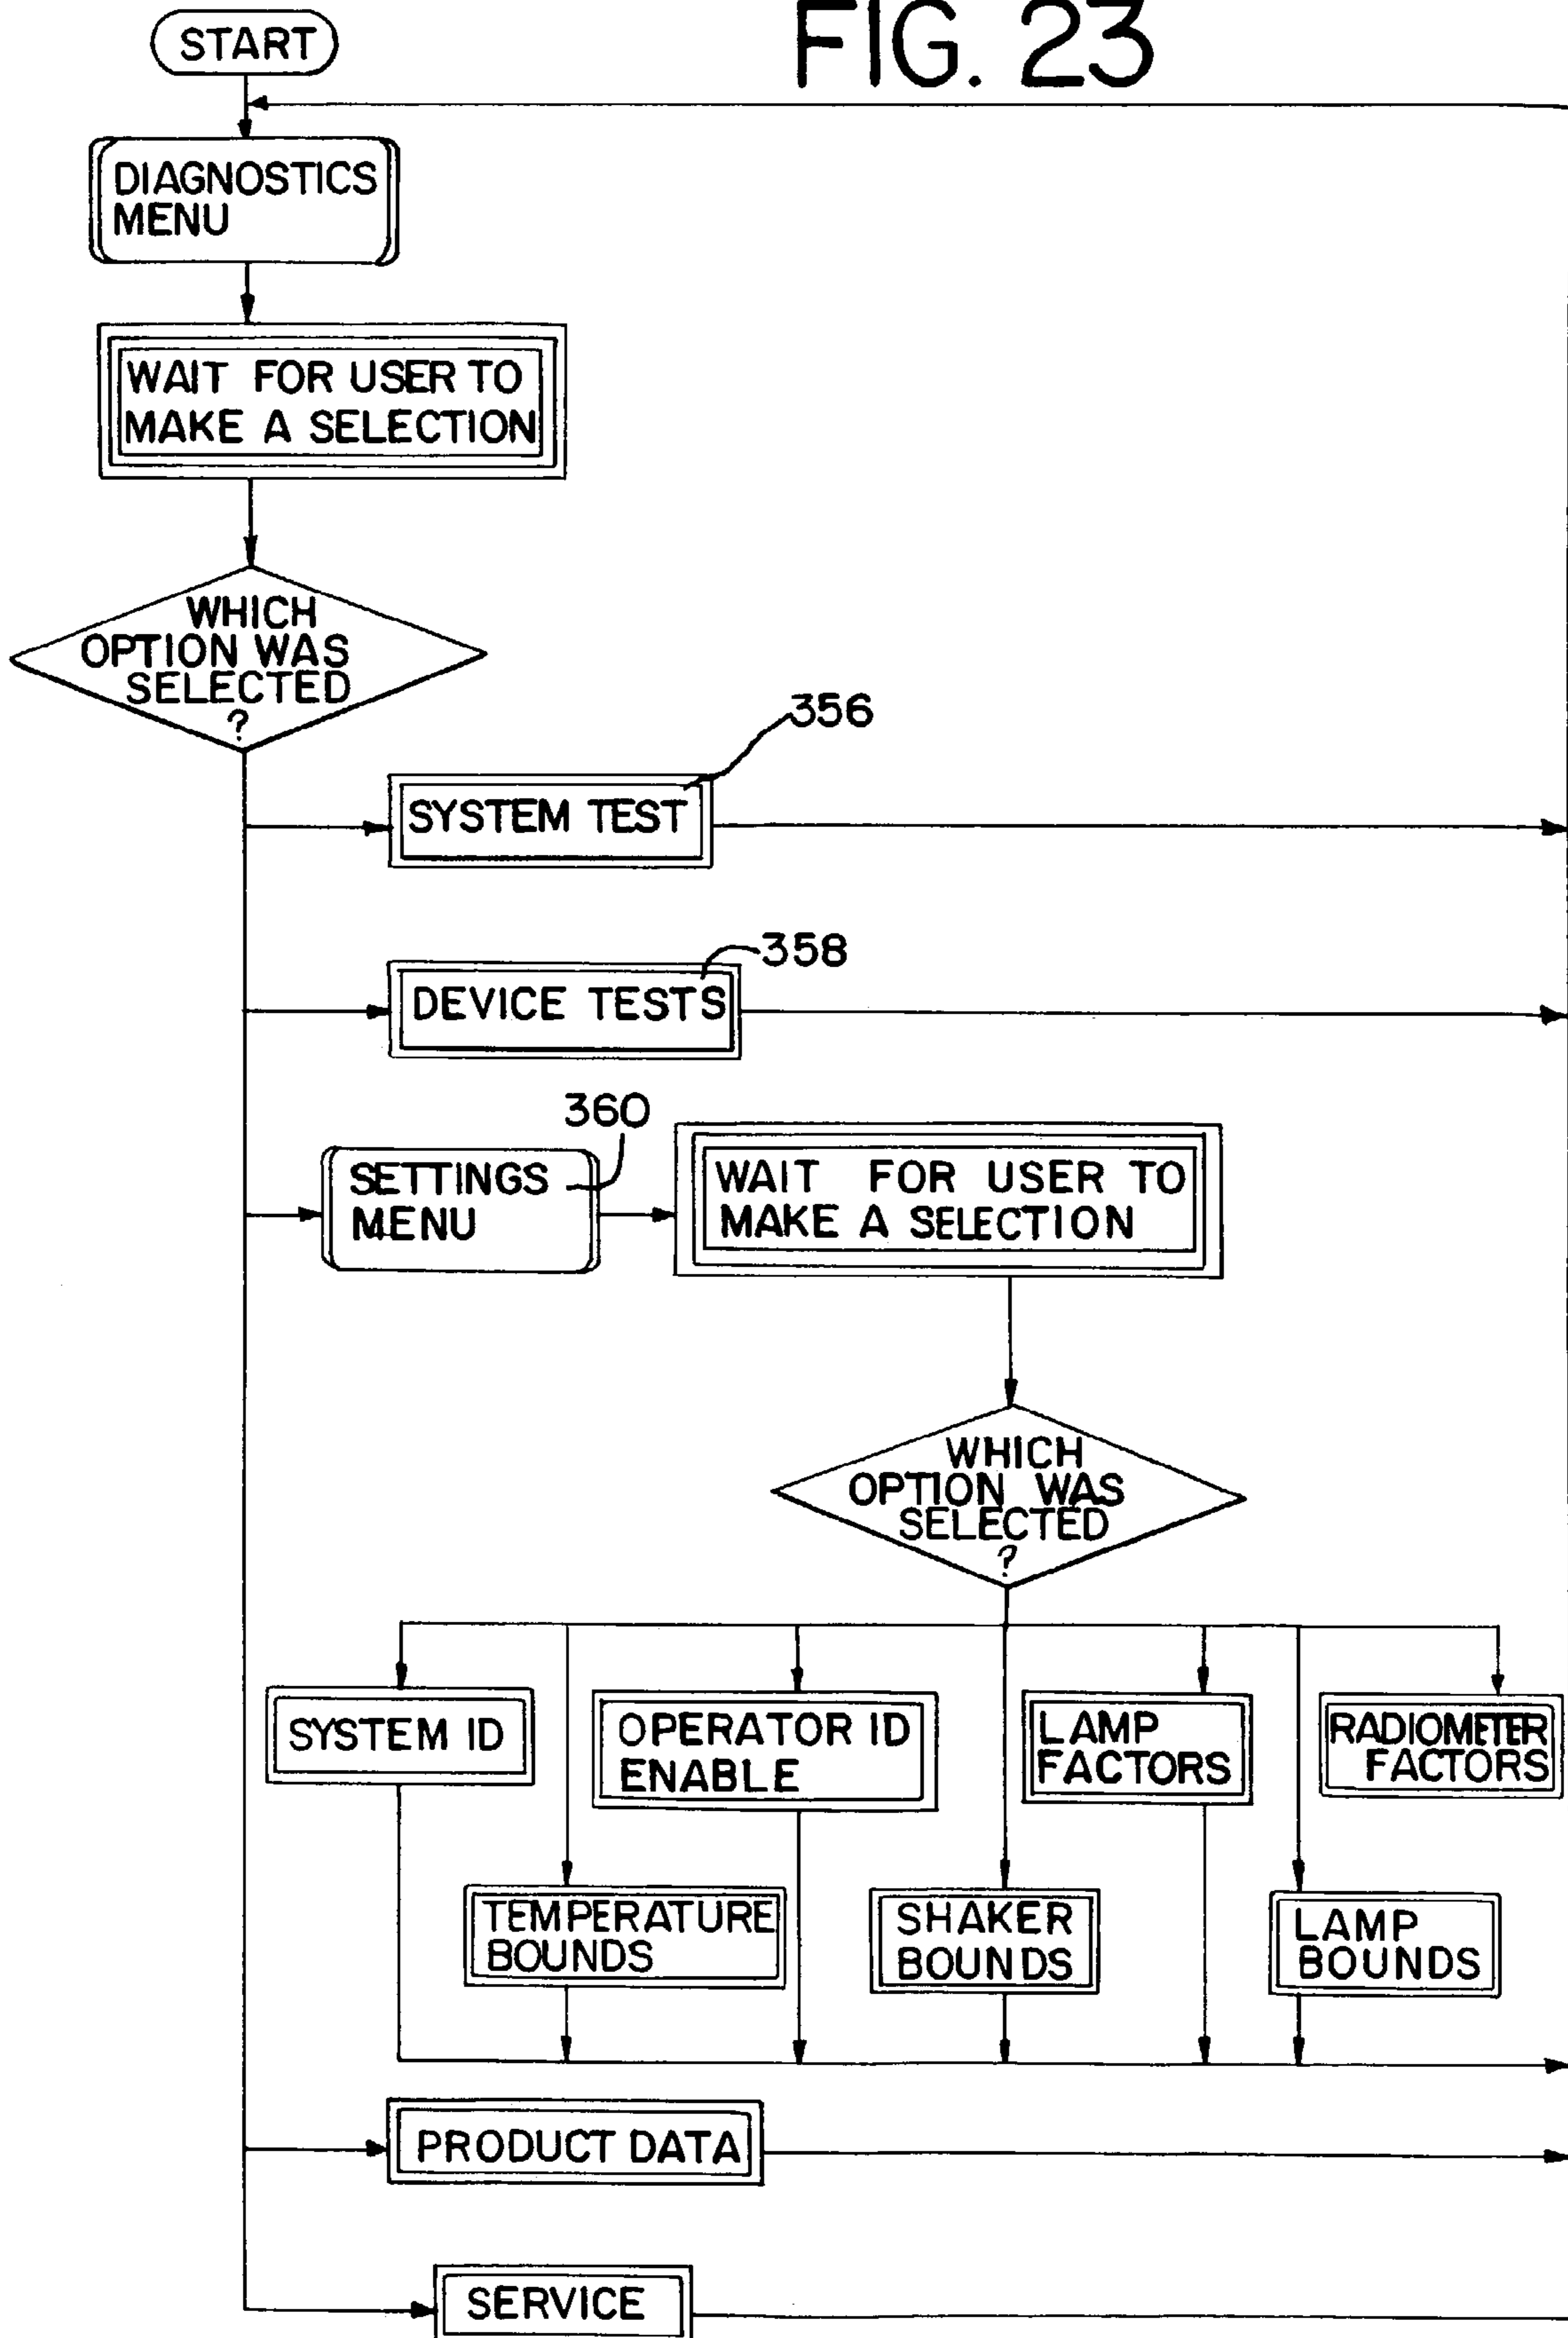 FIG. 23
START
DIAGNOSTICS
MENU
WAIT FOR USER TO
MAKE A SELECTION
WHICH
OPTION WAS
SELECTED
?
356
SYSTEM TEST
358
DEVICE TESTS
360
SETTINGS
MENU
WAIT FOR USER TO
MAKE A SELECTION
WHICH
OPTION WAS
SELECTED
?
SYSTEM ID
OPERATOR ID
ENABLE
LAMP
FACTORS
RADIOMETER
FACTORS
TEMPERATURE
BOUNDS
SHAKER
BOUNDS
LAMP
BOUNDS
PRODUCT DATA
SERVICE